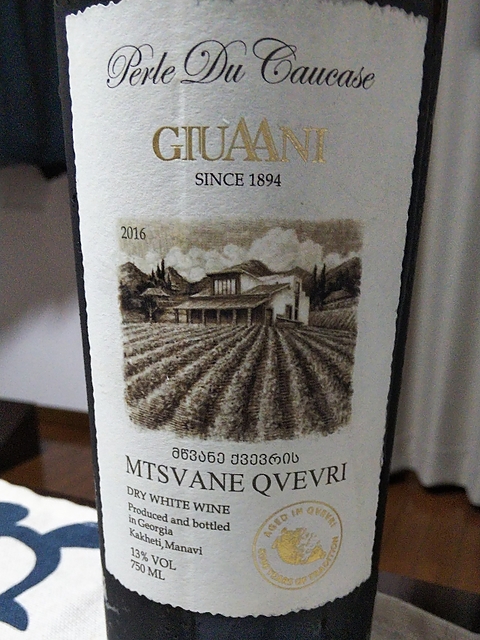 Perle Du Caucase
GIUAANI
SINCE 1894
2016
მწვანე ქვევრის
MTSVANE QVEVRI
DRY WHITE WINE
Produced and bottled
in Georgia
Kakheti, Manavi
13% VOL
750 ML
AGED IN QVEVRI